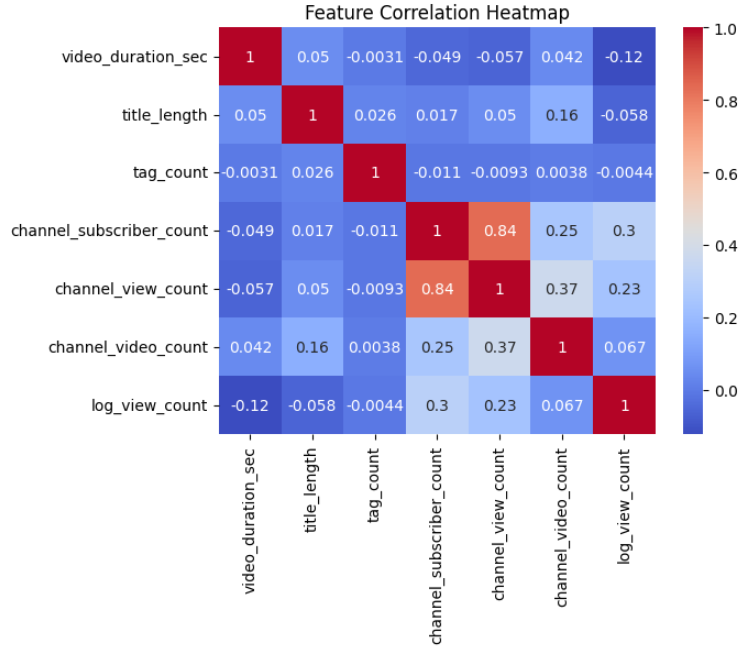 Feature Correlation Heatmap
video_duration_sec 1 0.05 -0.0031 -0.049 -0.057 0.042 -0.12
title_length 0.05 1 0.026 0.017 0.05 0.16 -0.058
tag_count -0.0031 0.026 1 -0.011 -0.0093 0.0038 -0.0044
channel_subscriber_count -0.049 0.017 -0.011 1 0.84 0.25 0.3
channel_view_count -0.057 0.05 -0.0093 0.84 1 0.37 0.23
channel_video_count 0.042 0.16 0.0038 0.25 0.37 1 0.067
log_view_count -0.12 -0.058 -0.0044 0.3 0.23 0.067 1
video_duration_sec
title_length
tag_count
channel_subscriber_count
channel_view_count
channel_video_count
log_view_count
1.0
0.8
0.6
0.4
0.2
0.0